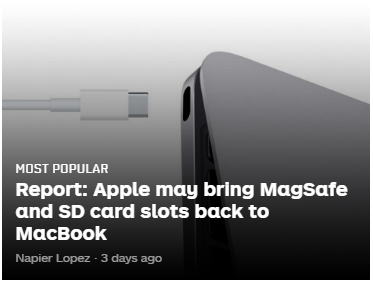 MOST POPULAR
Report: Apple may bring MagSafe
and SD card slots back to
MacBook
Napier Lopez · 3 days ago